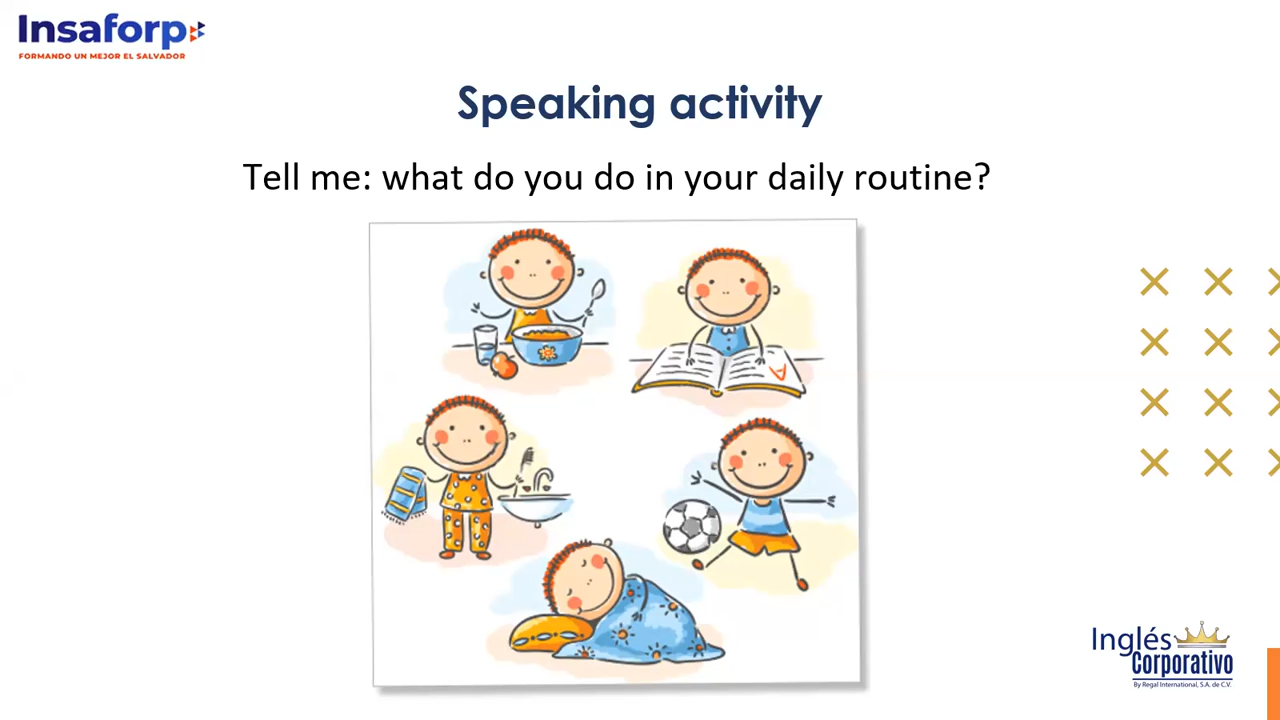 Insaforp
FORMANDO UN MEJOR EL SALVADOR
Speaking activity
Tell me: what do you do in your daily routine?
A
Inglés
Corporativo
By Regal International, S.A. de C.V.